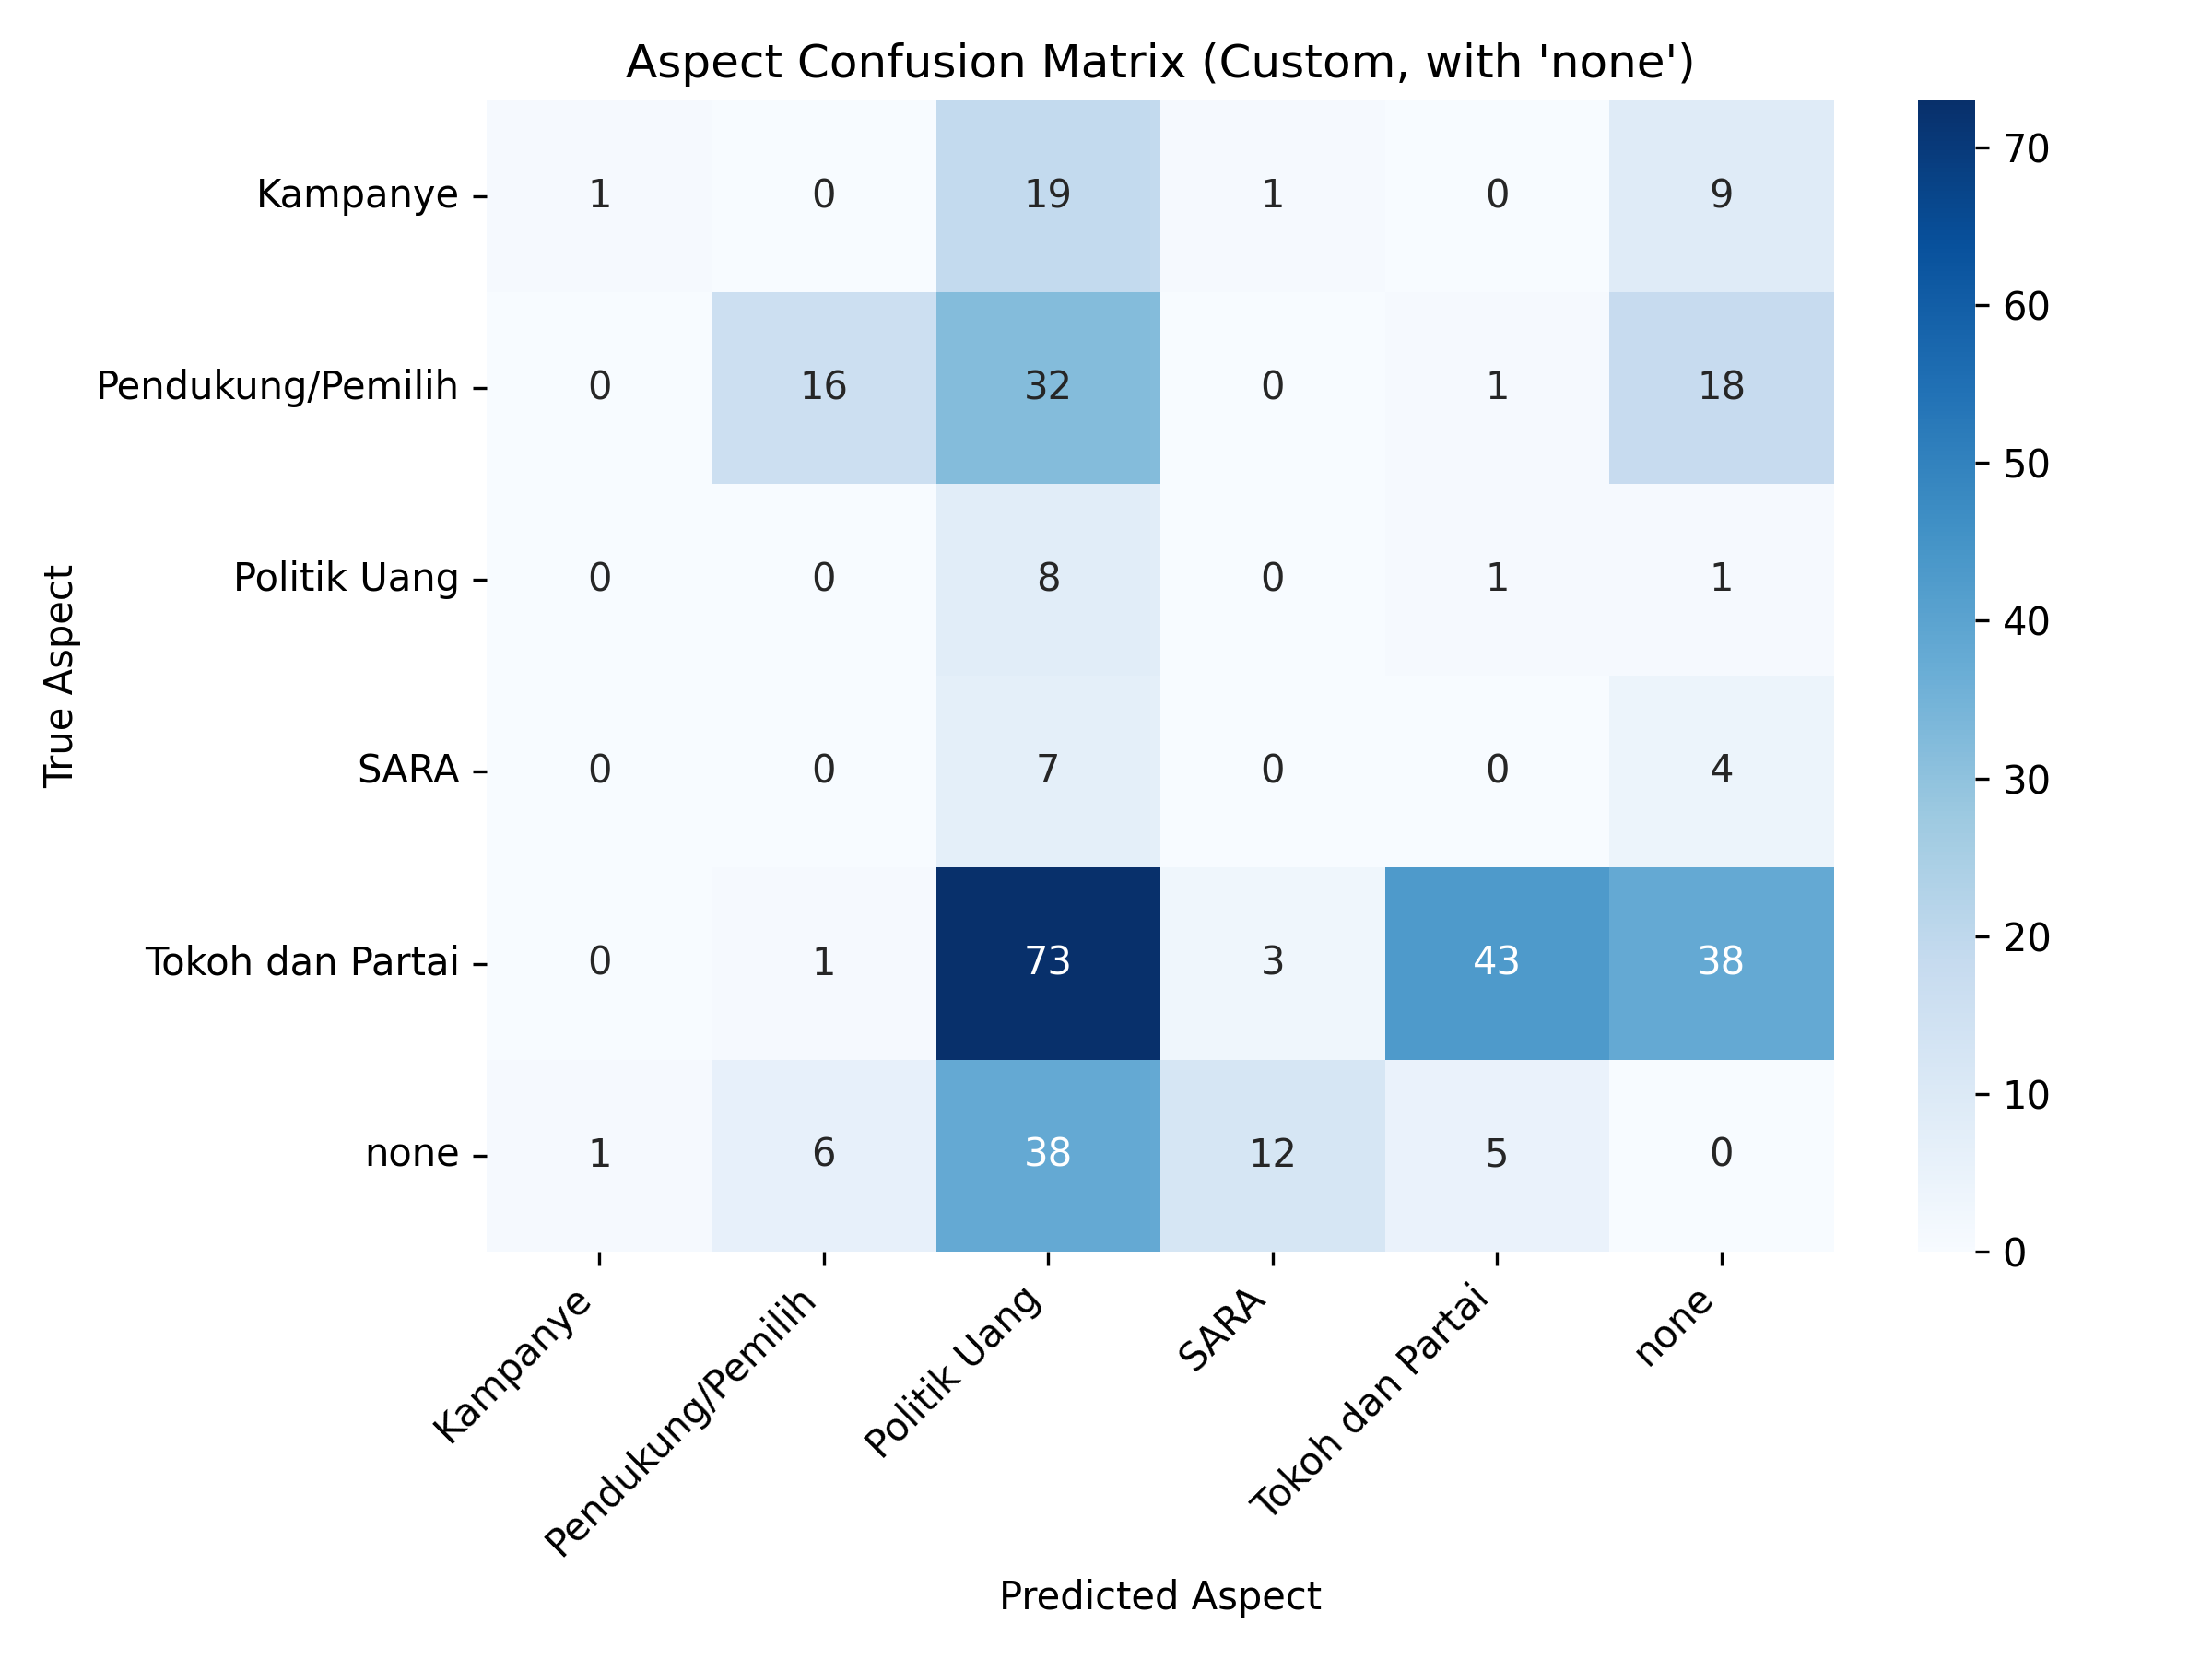 Aspect Confusion Matrix (Custom, with 'none')
True Aspect
Kampanye 1 0 19 1 0 9
Pendukung/Pemilih 0 16 32 0 1 18
Politik Uang 0 0 8 0 1 1
SARA 0 0 7 0 0 4
Tokoh dan Partai 0 1 73 3 43 38
none 1 6 38 12 5 0
Kampanye Pendukung/Pemilih Politik Uang SARA Tokoh dan Partai none
Predicted Aspect
70
60
50
40
30
20
10
0